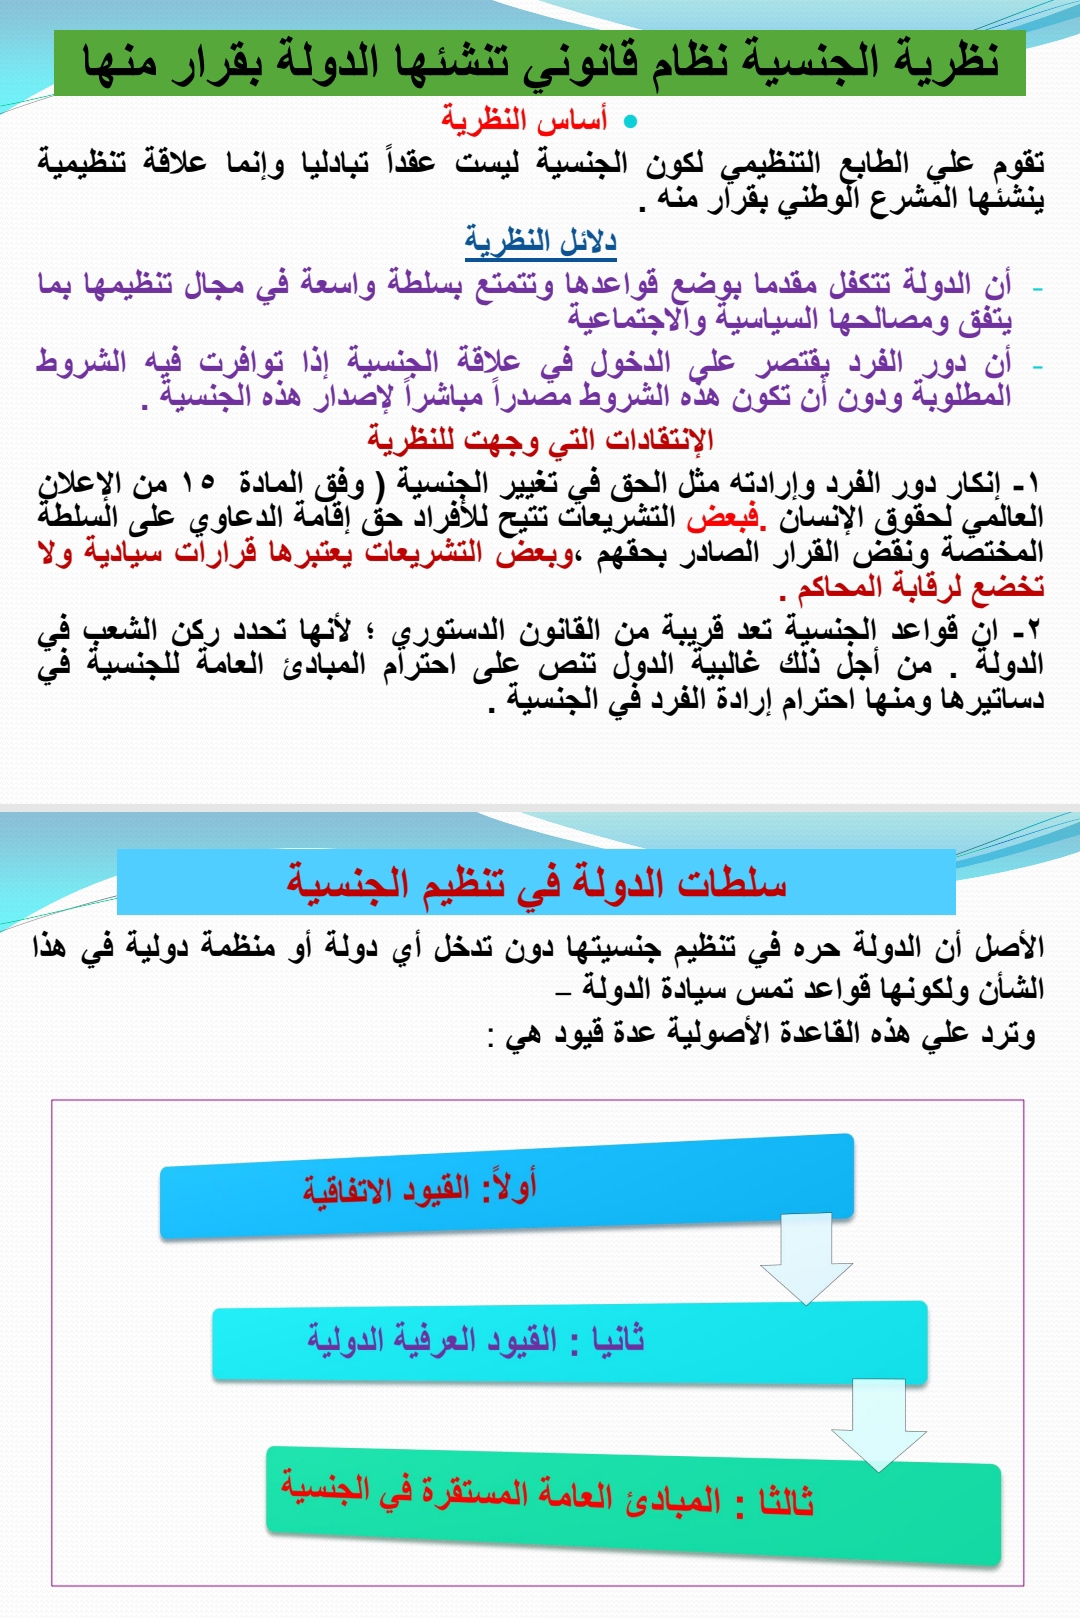 نظرية الجنسية نظام قانوني تنشئها الدولة بقرار منها
• أساس النظرية
تقوم علي الطابع التنظيمي لكون الجنسية ليست عقداً تبادليا وإنما علاقة تنظيمية
ينشئها المشرع الوطني بقرار منه .
دلائل النظرية
- أن الدولة تتكفل مقدما بوضع قواعدها وتتمتع بسلطة واسعة في مجال تنظيمها بما
يتفق ومصالحها السياسية والاجتماعية
- أن دور الفرد يقتصر علي الدخول في علاقة الجنسية إذا توافرت فيه الشروط
المطلوبة ودون أن تكون هذه الشروط مصدراً مباشراً لإصدار هذه الجنسية .
الإنتقادات التي وجهت للنظرية
١- إنكار دور الفرد وإرادته مثل الحق في تغيير الجنسية ( وفق المادة ١٥ من الإعلان
العالمي لحقوق الإنسان .فبعض التشريعات تتيح للأفراد حق إقامة الدعاوي على السلطة
المختصة ونقض القرار الصادر بحقهم ،وبعض التشريعات يعتبرها قرارات سيادية ولا
تخضع لرقابة المحاكم .
٢- ان قواعد الجنسية تعد قريبة من القانون الدستوري ؛ لأنها تحدد ركن الشعب في
الدولة . من أجل ذلك غالبية الدول تنص على احترام المبادئ العامة للجنسية في
دساتيرها ومنها احترام إرادة الفرد في الجنسية .
سلطات الدولة في تنظيم الجنسية
الأصل أن الدولة حره في تنظيم جنسيتها دون تدخل أي دولة أو منظمة دولية في هذا
الشأن ولكونها قواعد تمس سيادة الدولة –
وترد علي هذه القاعدة الأصولية عدة قيود هي :
أولاً: القيود الاتفاقية
ثانيا : القيود العرفية الدولية
ثالثا : المبادئ العامة المستقرة في الجنسية